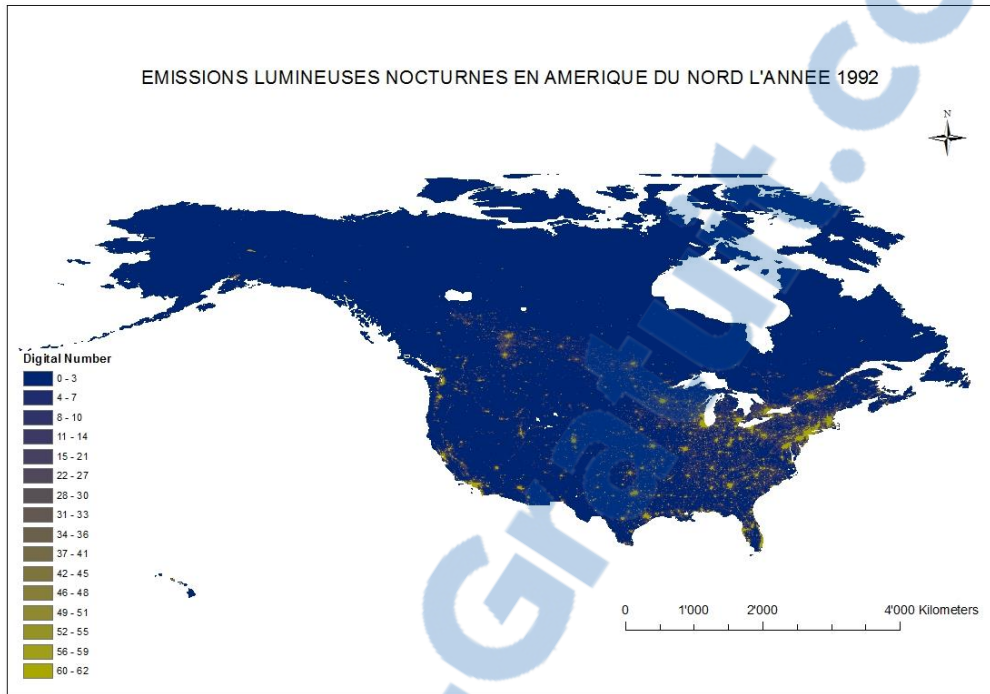 EMISSIONS LUMINEUSES NOCTURNES EN AMERIQUE DU NORD L'ANNEE 1992
N
Digital Number
0 - 3
4 - 7
8 - 10
11 - 14
15 - 21
22 - 27
28 - 30
31 - 33
34 - 36
37 - 41
42 - 45
46 - 48
49 - 51
52 - 55
56 - 59
60 - 62
0 1'000 2'000 4'000 Kilometers
Gratuit.co